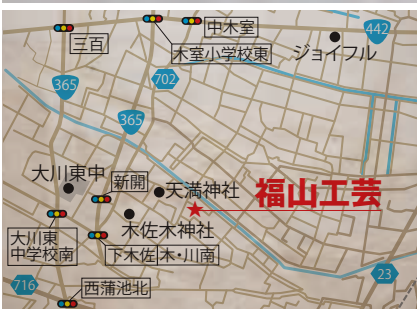 中木室
442
三百
木室小学校東
ジョイフル
365
702
365
大川東中
新開
天満神社
福山工芸
木佐木神社
大川東
中学校南
下木佐木・川南
716
西蒲池北
23